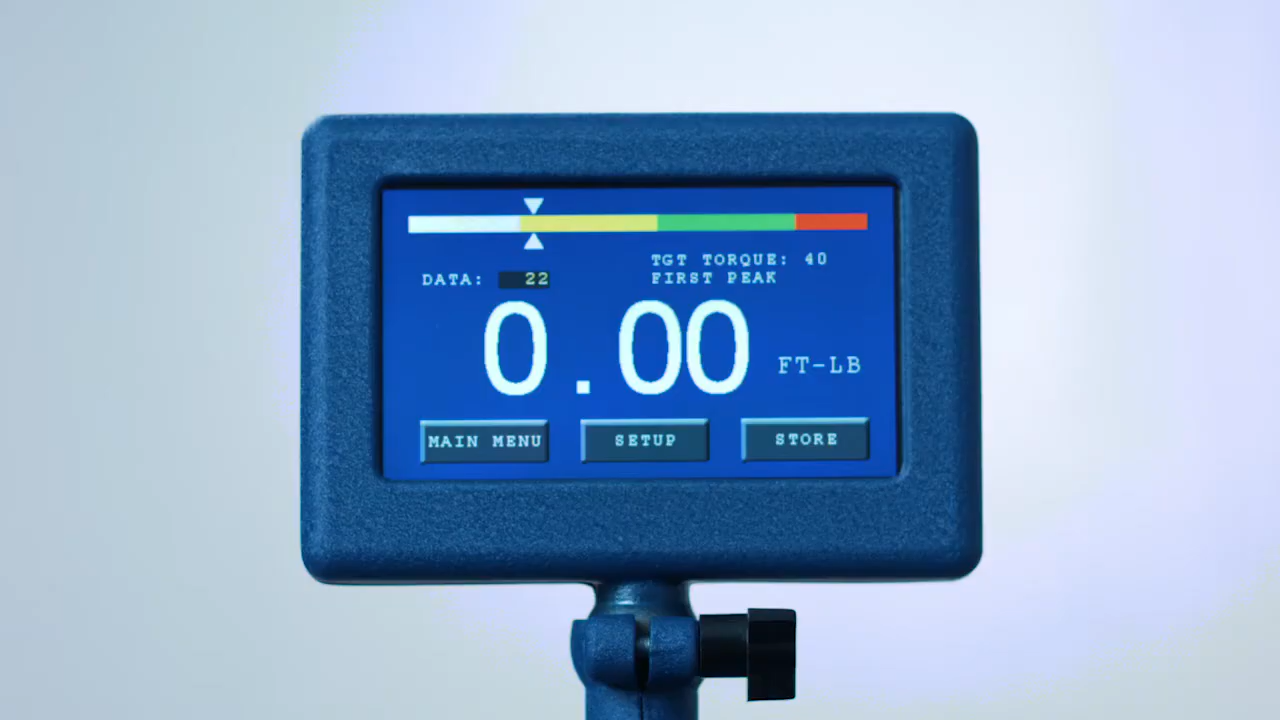 TGT TORQUE: 40
DATA: 22 FIRST PEAK
0.00 FT-LB
MAIN MENU SETUP STORE